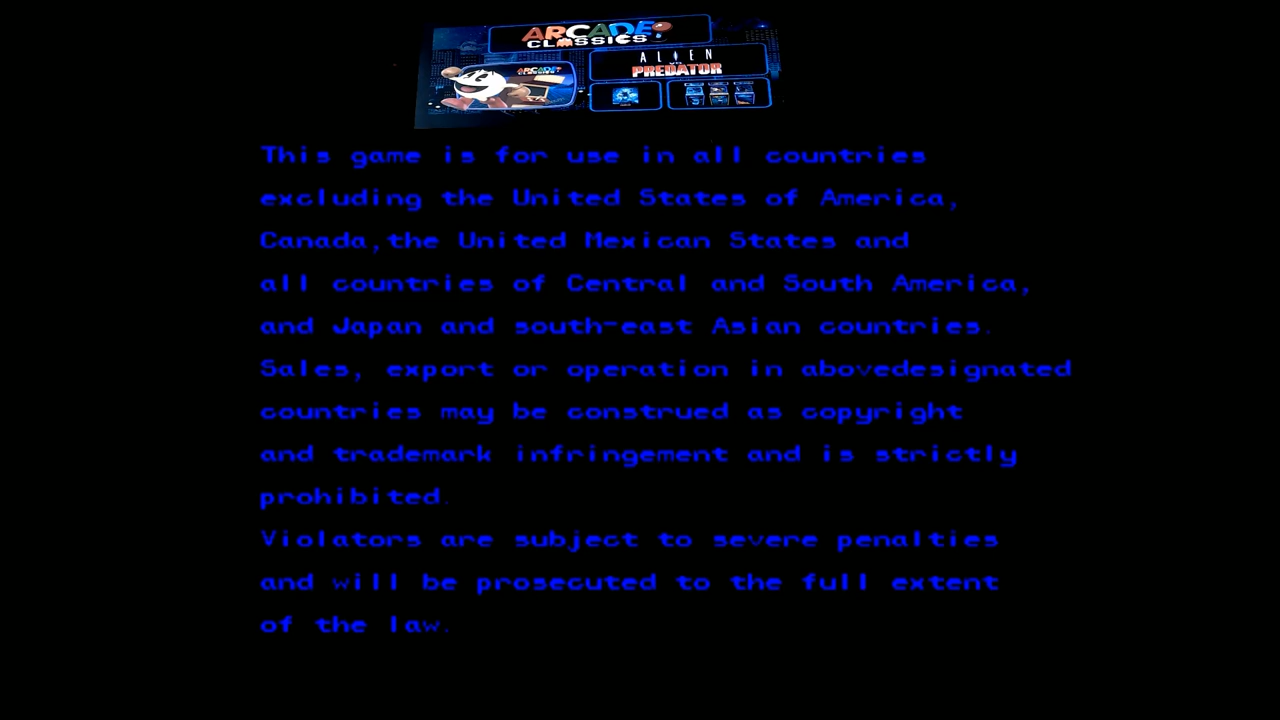 ARCADE
CLASSICS
ARCADE
CLASSICS
ALIEN
VS
PREDATOR
This game is for use in all countries
excluding the United States of America,
Canada,the United Mexican States and
all countries of Central and South America,
and Japan and south-east Asian countries.
Sales, export or operation in abovedesignated
countries may be construed as copyright
and trademark infringement and is strictly
prohibited.
Violators are subject to severe penalties
and will be prosecuted to the full extent
of the law.